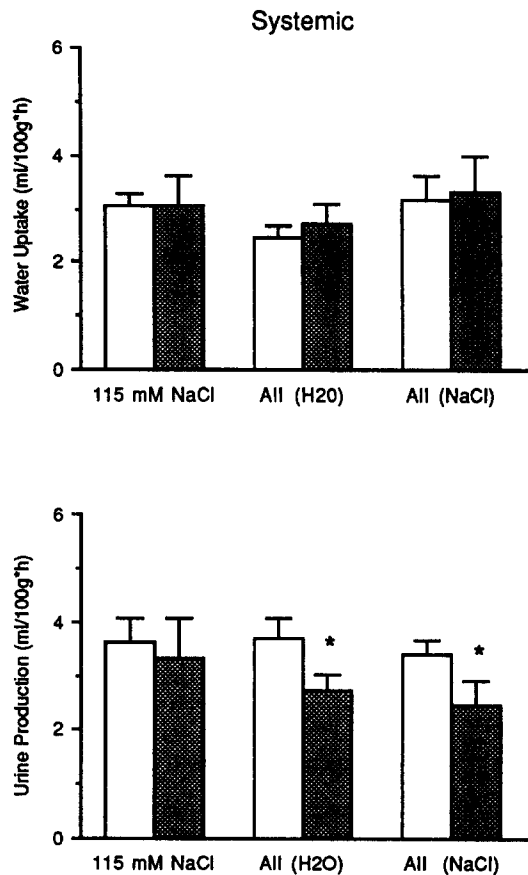 Systemic
Water Uptake (ml/100g*h)
6
4
2
0
115 mM NaCl AII (H20) AII (NaCl)
Urine Production (ml/100g*h)
6
4
2
0
* *
115 mM NaCl AII (H2O) AII (NaCl)